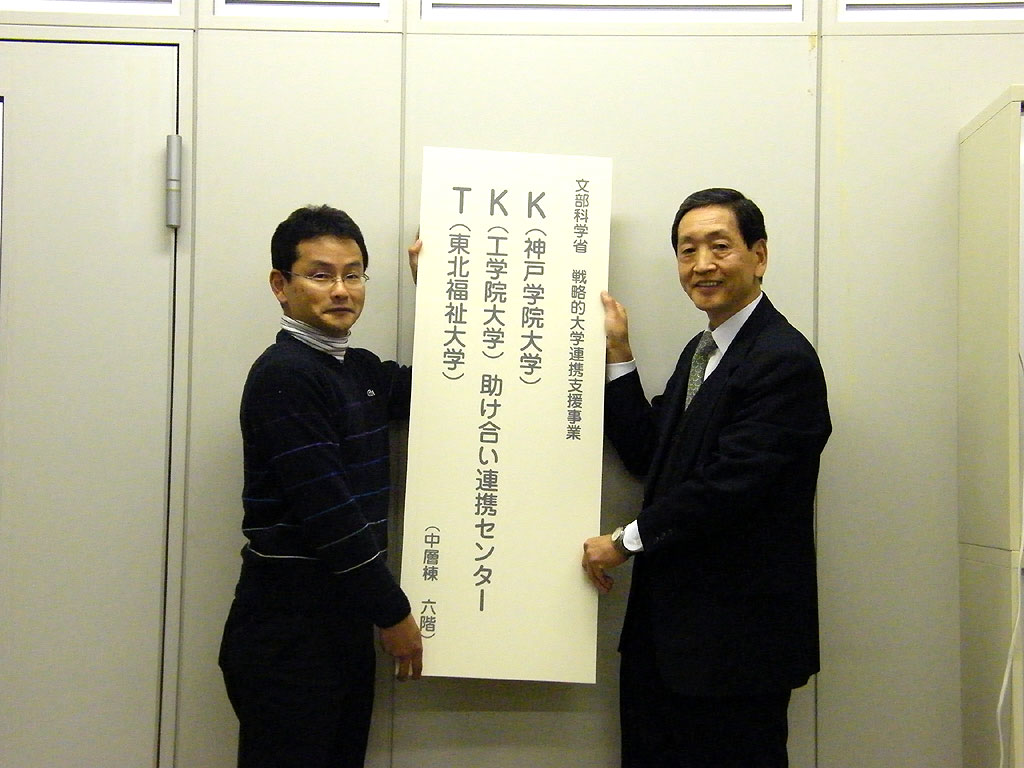 文部科学省　戦略的大学連携支援事業
K（神戸学院大学）
K（工学院大学）助け合い連携センター
T（東北福祉大学）
（中層棟　六階）